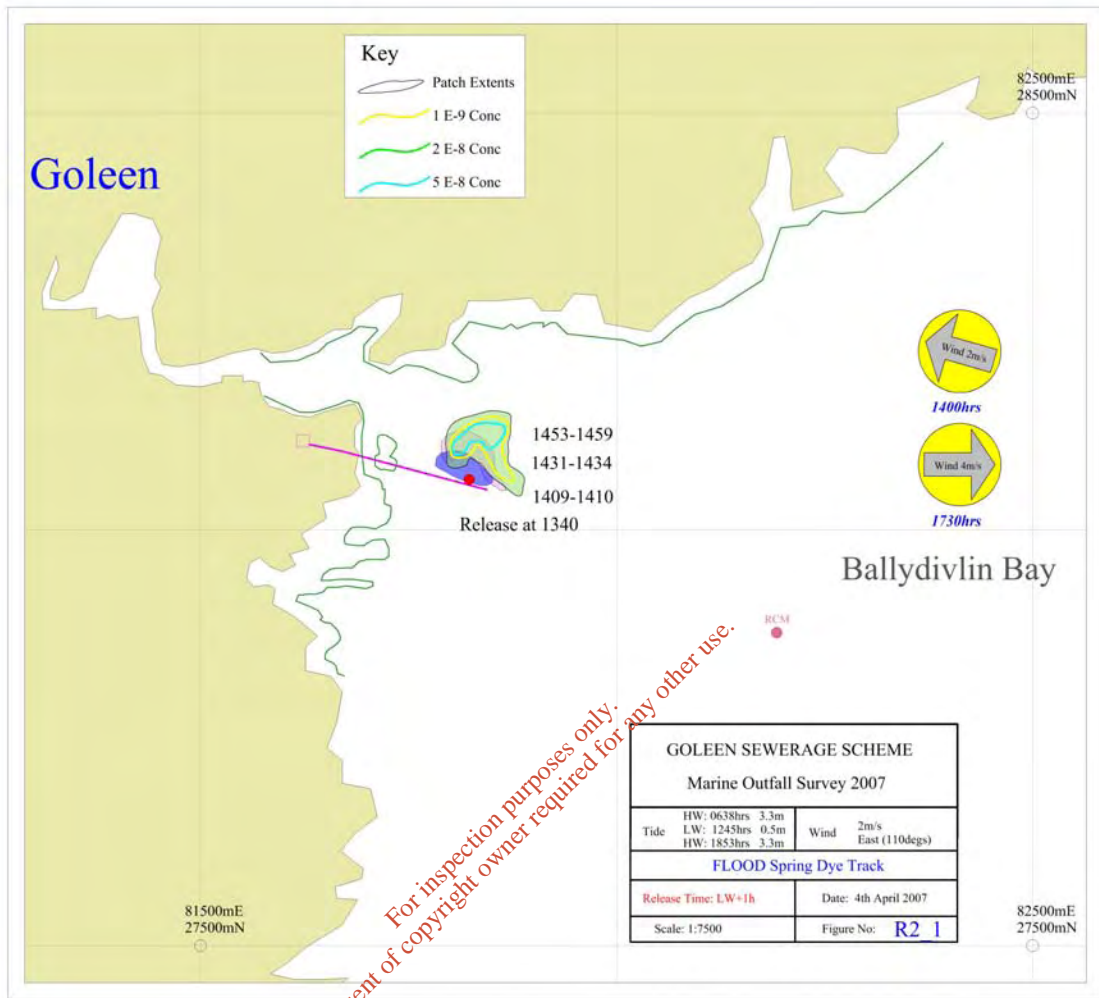 Key
Patch Extents
1 E-9 Conc
2 E-8 Conc
5 E-8 Conc
82500mE
28500mN
Goleen
Wind 2m/s
1400hrs
1453-1459
1431-1434
1409-1410
Release at 1340
Wind 4m/s
1730hrs
Ballydivlin Bay
RCM
For inspection purposes only.
ent of copyright owner required for any other use.
GOLEEN SEWERAGE SCHEME
Marine Outfall Survey 2007
Tide
HW: 0638hrs 3.3m
LW: 1245hrs 0.5m
HW: 1853hrs 3.3m
Wind
2m/s
East (110degs)
FLOOD Spring Dye Track
Release Time: LW+1h
Date: 4th April 2007
Scale: 1:7500
Figure No: R2_1
81500mE
27500mN
82500mE
27500mN